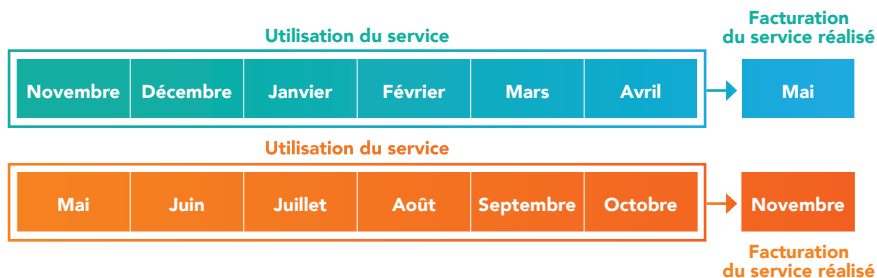 Facturation
du service réalisé
Utilisation du service
Novembre Décembre Janvier Février Mars Avril Mai
Utilisation du service
Mai Juin Juillet Août Septembre Octobre Novembre
Facturation
du service réalisé